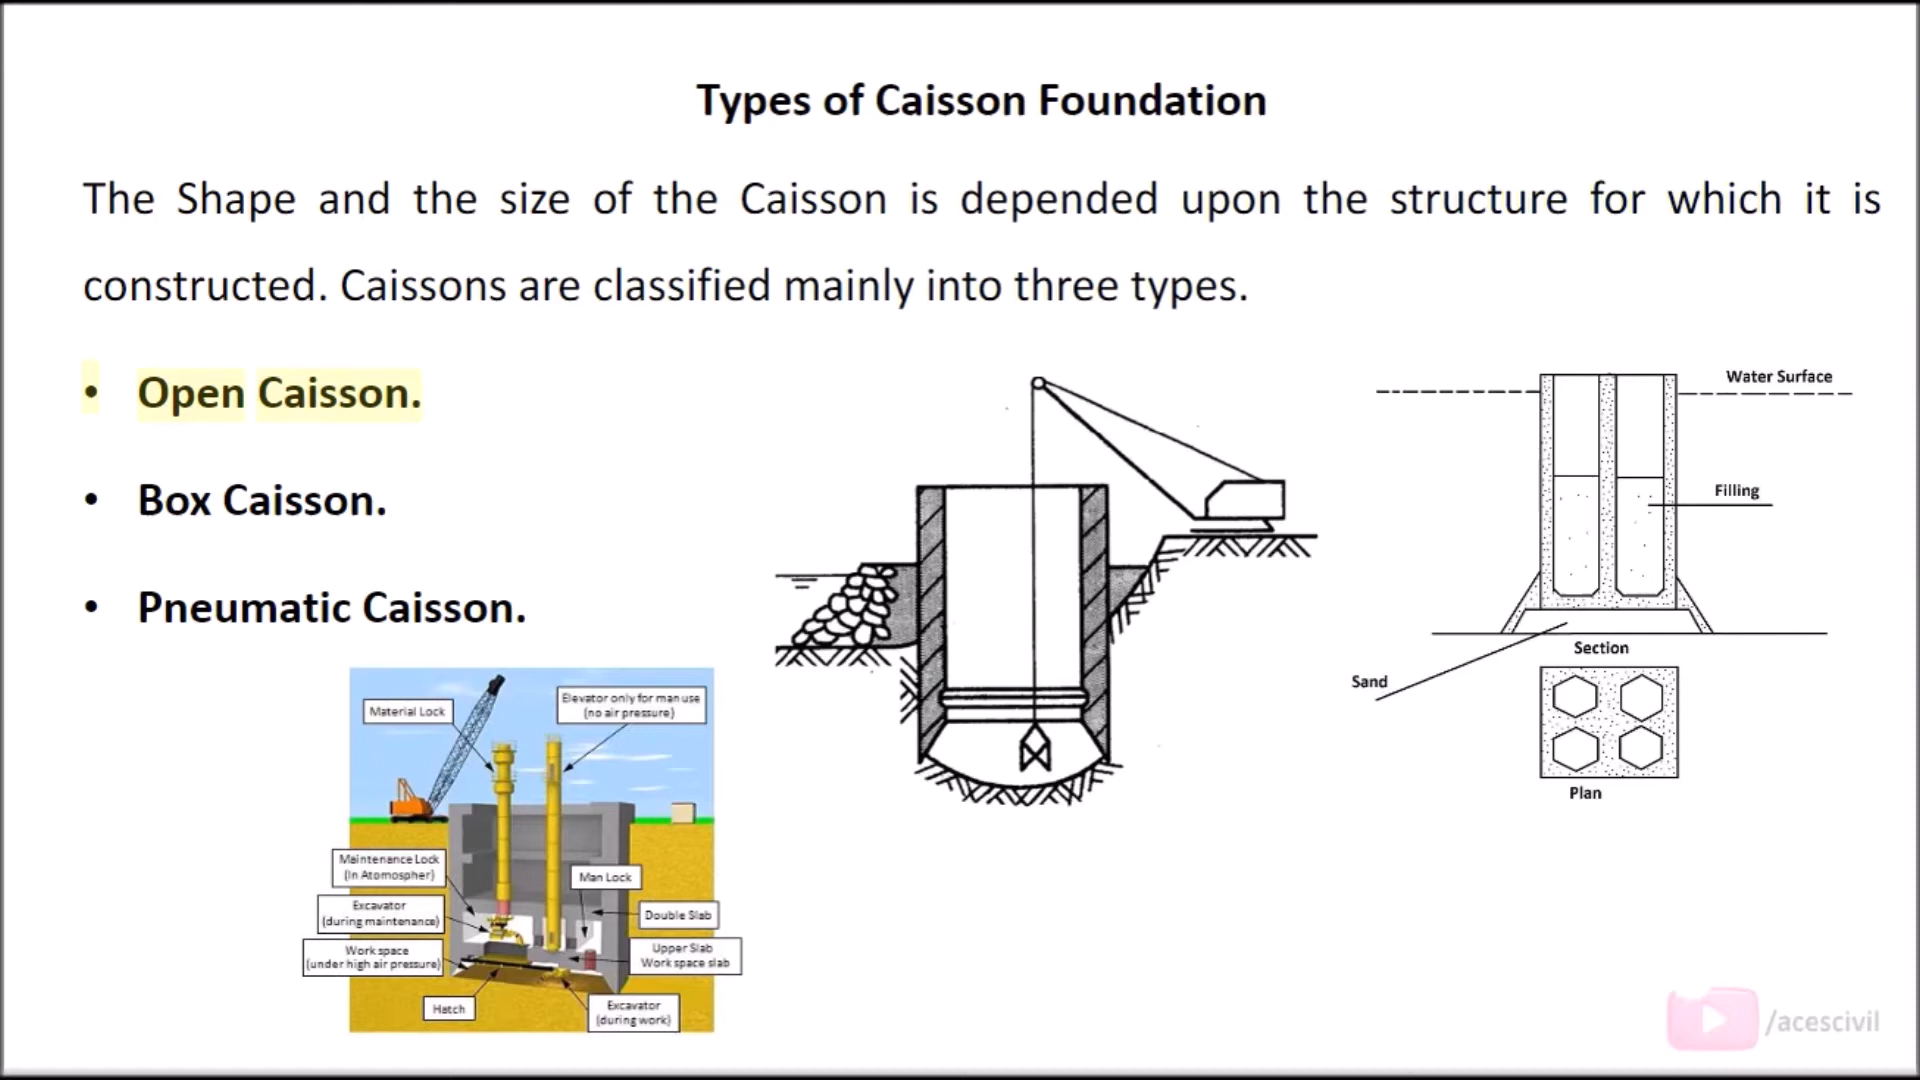 Types of Caisson Foundation
The Shape and the size of the Caisson is depended upon the structure for which it is
constructed. Caissons are classified mainly into three types.
• Open Caisson.
• Box Caisson.
• Pneumatic Caisson.
Water Surface
Filling
Section
Sand
Plan
Material Lock
Elevator only for man use
(no air pressure)
Maintenance Lock
(In Atomospher)
Man Lock
Excavator
(during maintenance)
Double Slab
Work space
(under high air pressure)
Upper Slab
Work space slab
Hatch
Excavator
(during work)
/acescivil